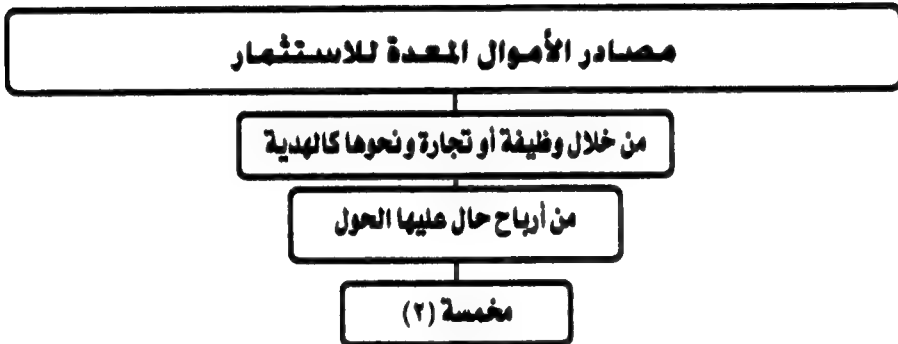 مصادر الأموال المعدة للاستثمار
من خلال وظيفة أو تجارة ونحوها كالهدية
من أرباح حال عليها الحول
مخمسة (٢)